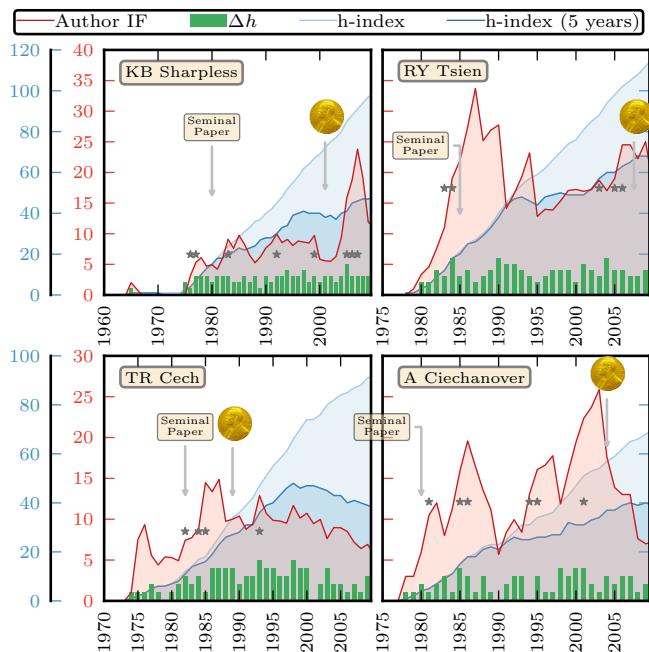 Author IF Δh h-index h-index (5 years)
120 40
KB Sharpless RY Tsien
100 35
30
80 25
60 20
40 15
10
20 5
0 0
Seminal
Paper
Seminal
Paper
1960 1970 1980 1990 2000 1975 1980 1985 1990 1995 2000 2005
100 30
TR Cech A Ciechanover
80 25
20
60 15
40 10
20 5
0 0
Seminal
Paper
Seminal
Paper
1970 1975 1980 1985 1990 1995 2000 2005 1975 1980 1985 1990 1995 2000 2005